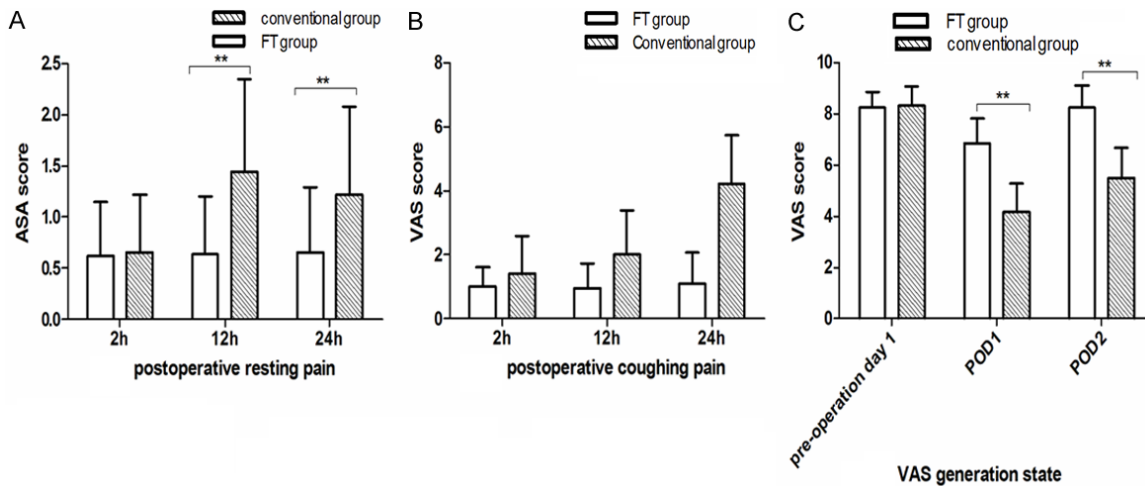 A
conventional group
FT group
ASA score
2.5
2.0
1.5
1.0
0.5
0.0
**
**
2h
12h
24h
postoperative resting pain
B
FT group
Conventional group
VAS score
8
6
4
2
0
2h
12h
24h
postoperative coughing pain
C
FT group
conventional group
VAS score
10
8
6
4
2
0
**
**
pre-operation day 1
POD1
POD2
VAS generation state